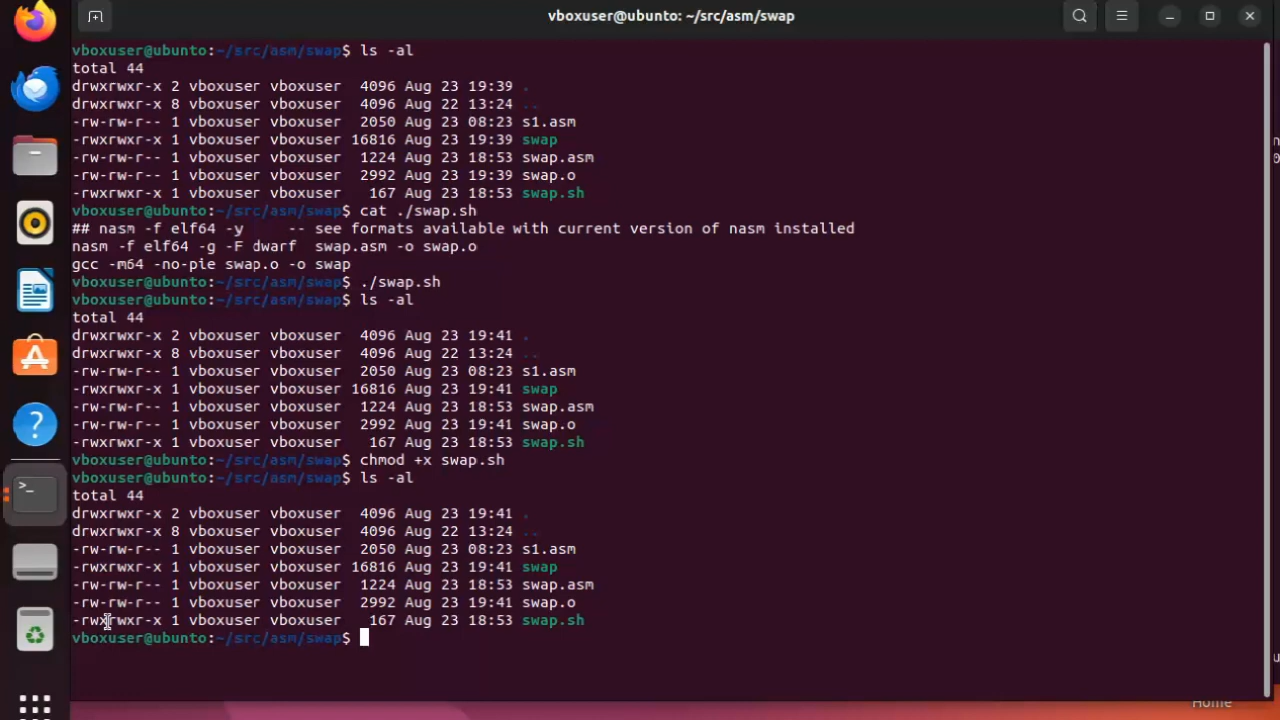 vboxuser@ubunto: ~/src/asm/swap
vboxuser@ubunto:~/src/asm/swap$ ls -al
total 44
drwxrwxr-x 2 vboxuser vboxuser  4096 Aug 23 19:39 .
drwxrwxr-x 8 vboxuser vboxuser  4096 Aug 22 13:24 ..
-rw-rw-r-- 1 vboxuser vboxuser  2050 Aug 23 08:23 s1.asm
-rwxrwxr-x 1 vboxuser vboxuser 16816 Aug 23 19:39 swap
-rw-rw-r-- 1 vboxuser vboxuser  1224 Aug 23 18:53 swap.asm
-rw-rw-r-- 1 vboxuser vboxuser  2992 Aug 23 19:39 swap.o
-rwxrwxr-x 1 vboxuser vboxuser   167 Aug 23 18:53 swap.sh
vboxuser@ubunto:~/src/asm/swap$ cat ./swap.sh
## nasm -f elf64 -y     -- see formats available with current version of nasm installed
nasm -f elf64 -g -F dwarf  swap.asm -o swap.o
gcc -m64 -no-pie swap.o -o swap
vboxuser@ubunto:~/src/asm/swap$ ./swap.sh
vboxuser@ubunto:~/src/asm/swap$ ls -al
total 44
drwxrwxr-x 2 vboxuser vboxuser  4096 Aug 23 19:41 .
drwxrwxr-x 8 vboxuser vboxuser  4096 Aug 22 13:24 ..
-rw-rw-r-- 1 vboxuser vboxuser  2050 Aug 23 08:23 s1.asm
-rwxrwxr-x 1 vboxuser vboxuser 16816 Aug 23 19:41 swap
-rw-rw-r-- 1 vboxuser vboxuser  1224 Aug 23 18:53 swap.asm
-rw-rw-r-- 1 vboxuser vboxuser  2992 Aug 23 19:41 swap.o
-rwxrwxr-x 1 vboxuser vboxuser   167 Aug 23 18:53 swap.sh
vboxuser@ubunto:~/src/asm/swap$ chmod +x swap.sh
vboxuser@ubunto:~/src/asm/swap$ ls -al
total 44
drwxrwxr-x 2 vboxuser vboxuser  4096 Aug 23 19:41 .
drwxrwxr-x 8 vboxuser vboxuser  4096 Aug 22 13:24 ..
-rw-rw-r-- 1 vboxuser vboxuser  2050 Aug 23 08:23 s1.asm
-rwxrwxr-x 1 vboxuser vboxuser 16816 Aug 23 19:41 swap
-rw-rw-r-- 1 vboxuser vboxuser  1224 Aug 23 18:53 swap.asm
-rw-rw-r-- 1 vboxuser vboxuser  2992 Aug 23 19:41 swap.o
-rwxrwxr-x 1 vboxuser vboxuser   167 Aug 23 18:53 swap.sh
vboxuser@ubunto:~/src/asm/swap$
Home